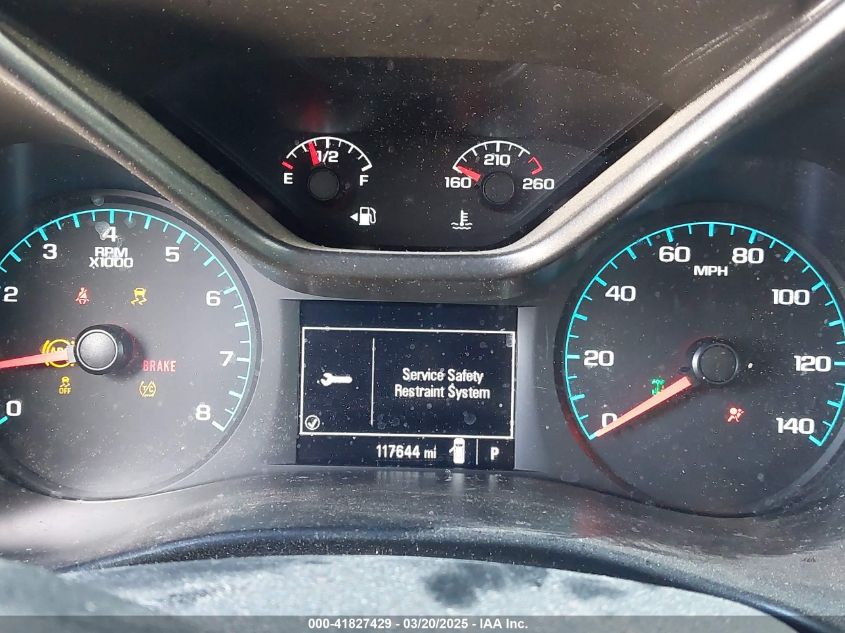 1/2
E F
210
160 260
0 2 3 4 5 6 7 8
RPM
X1000
ABS
BRAKE
OFF
T/C
Service Safety
Restraint System
117644 mi P
0 20 40 60 80 100 120 140
MPH
000-41827429 - 03/20/2025 - IAA Inc.